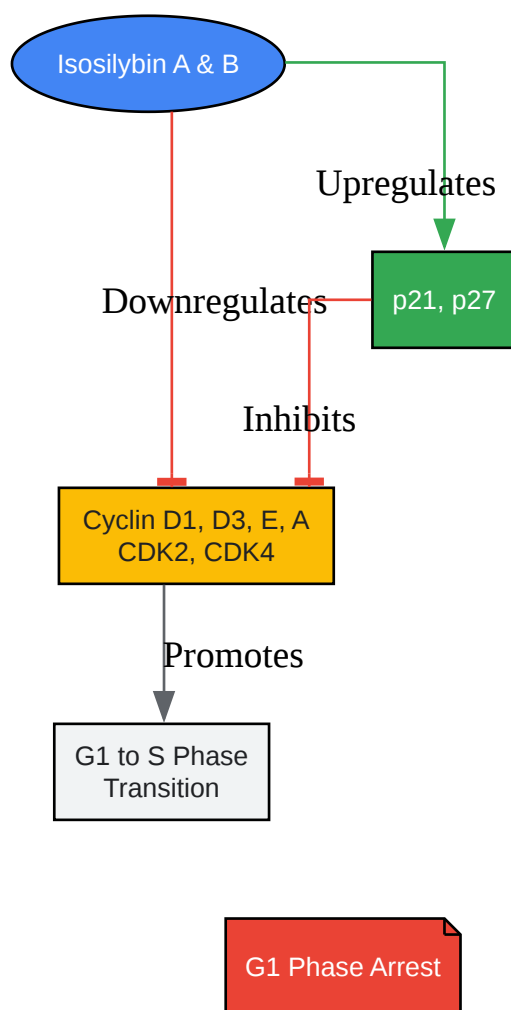 Isosilybin A & B
Upregulates
Downregulates
p21, p27
Inhibits
Cyclin D1, D3, E, A
CDK2, CDK4
Promotes
G1 to S Phase
Transition
G1 Phase Arrest